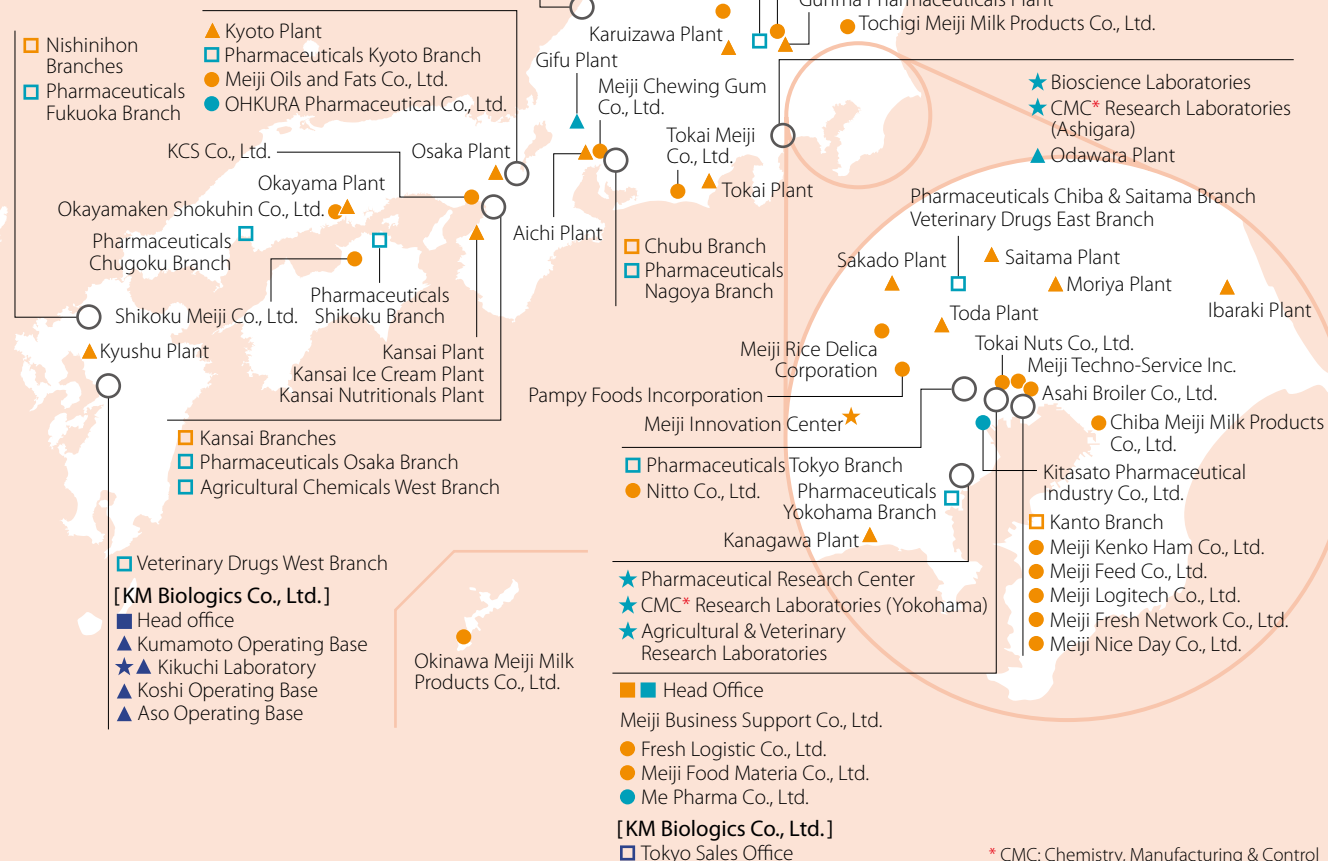 Gunma Pharmaceuticals Plant
Tochigi Meiji Milk Products Co., Ltd.
Karuizawa Plant
Kyoto Plant
Pharmaceuticals Kyoto Branch
Meiji Oils and Fats Co., Ltd.
OHKURA Pharmaceutical Co., Ltd.
Nishinihon
Branches
Pharmaceuticals
Fukuoka Branch
Gifu Plant
Meiji Chewing Gum
Co., Ltd.
Tokai Meiji
Co., Ltd.
Tokai Plant
Bioscience Laboratories
CMC* Research Laboratories
(Ashigara)
Odawara Plant
KCS Co., Ltd.
Osaka Plant
Okayama Plant
Okayamaken Shokuhin Co., Ltd.
Pharmaceuticals
Chugoku Branch
Aichi Plant
Chubu Branch
Pharmaceuticals
Nagoya Branch
Pharmaceuticals Chiba & Saitama Branch
Veterinary Drugs East Branch
Sakado Plant
Saitama Plant
Moriya Plant
Ibaraki Plant
Toda Plant
Shikoku Meiji Co., Ltd.
Pharmaceuticals
Shikoku Branch
Kyushu Plant
Kansai Plant
Kansai Ice Cream Plant
Kansai Nutritionals Plant
Meiji Rice Delica
Corporation
Tokai Nuts Co., Ltd.
Meiji Techno-Service Inc.
Asahi Broiler Co., Ltd.
Pampy Foods Incorporation
Meiji Innovation Center
Chiba Meiji Milk Products
Co., Ltd.
Kansai Branches
Pharmaceuticals Osaka Branch
Agricultural Chemicals West Branch
Pharmaceuticals Tokyo Branch
Nitto Co., Ltd.
Pharmaceuticals
Yokohama Branch
Kanagawa Plant
Kitasato Pharmaceutical
Industry Co., Ltd.
Kanto Branch
Meiji Kenko Ham Co., Ltd.
Meiji Feed Co., Ltd.
Meiji Logitech Co., Ltd.
Meiji Fresh Network Co., Ltd.
Meiji Nice Day Co., Ltd.
Veterinary Drugs West Branch
[KM Biologics Co., Ltd.]
Head office
Kumamoto Operating Base
Kikuchi Laboratory
Koshi Operating Base
Aso Operating Base
Okinawa Meiji Milk
Products Co., Ltd.
Pharmaceutical Research Center
CMC* Research Laboratories (Yokohama)
Agricultural & Veterinary
Research Laboratories
Head Office
Meiji Business Support Co., Ltd.
Fresh Logistic Co., Ltd.
Meiji Food Materia Co., Ltd.
Me Pharma Co., Ltd.
[KM Biologics Co., Ltd.]
Tokyo Sales Office
* CMC: Chemistry, Manufacturing & Control